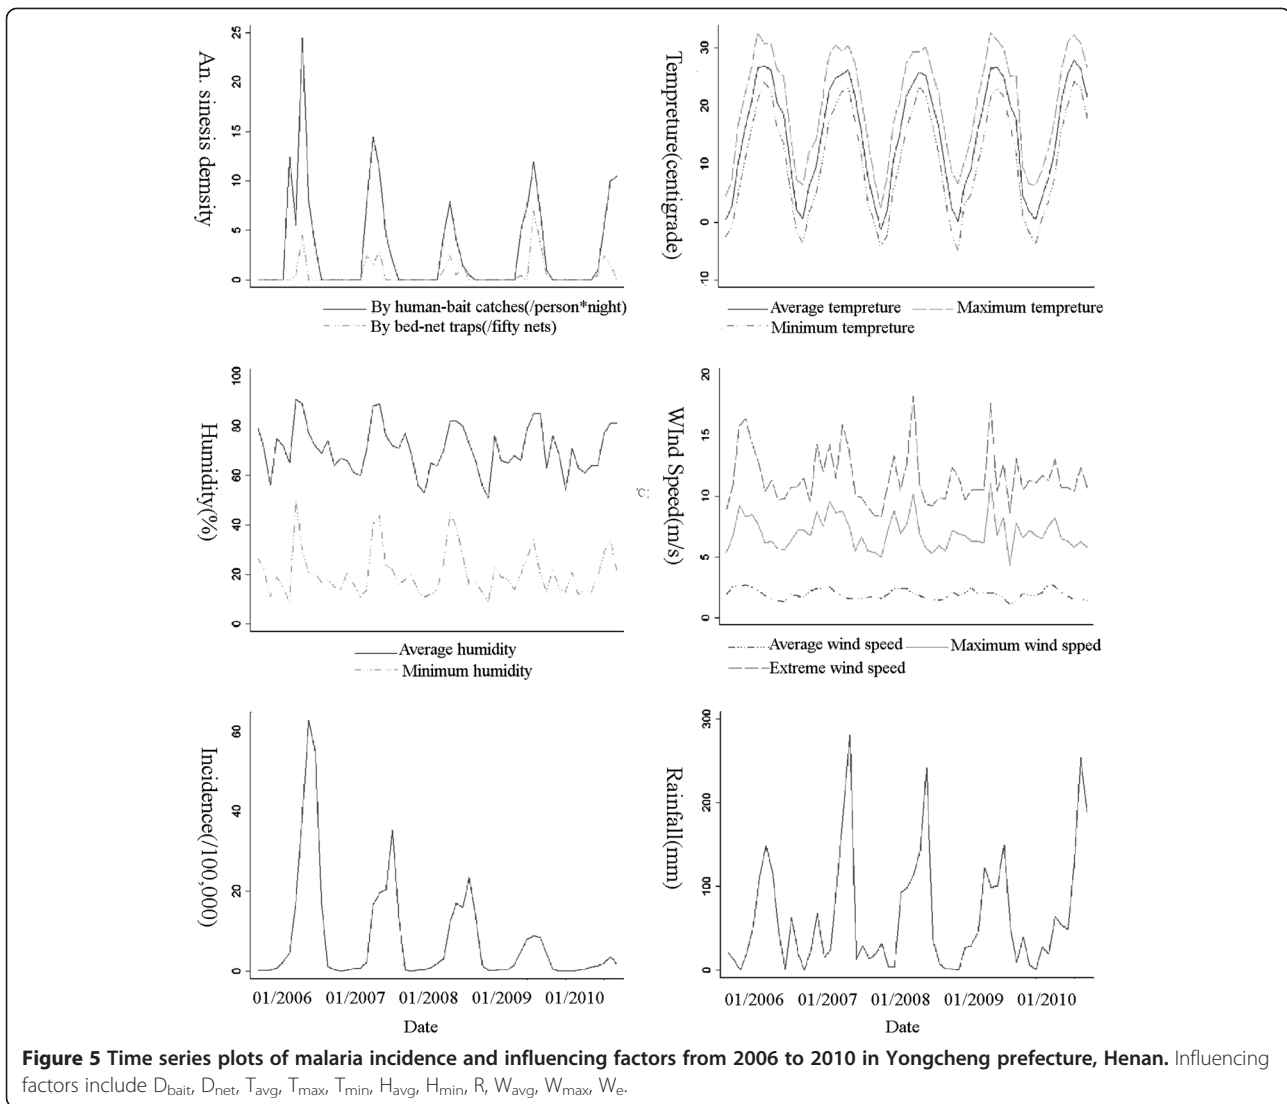 An. sinesis demsity
25
20
15
10
5
0
By human-bait catches(/person*night)
By bed-net traps(/fifty nets)
Tempreture(centigrade)
30
20
10
0
-10
Average tempreture
Maximum tempreture
Minimum tempreture
Humidity(%)
100
80
60
40
20
0
Average humidity
Minimum humidity
WInd Speed(m/s)
20
15
10
5
0
Average wind speed
Maximum wind spped
Extreme wind speed
Incidence(/100,000)
60
40
20
0
01/2006 01/2007 01/2008 01/2009 01/2010
Date
Rainfall(mm)
300
200
100
0
01/2006 01/2007 01/2008 01/2009 01/2010
Date
Figure 5 Time series plots of malaria incidence and influencing factors from 2006 to 2010 in Yongcheng prefecture, Henan. Influencing
factors include Dbait, Dnet, Tavg, Tmax, Tmin, Havg, Hmin, R, Wavg, Wmax, We.